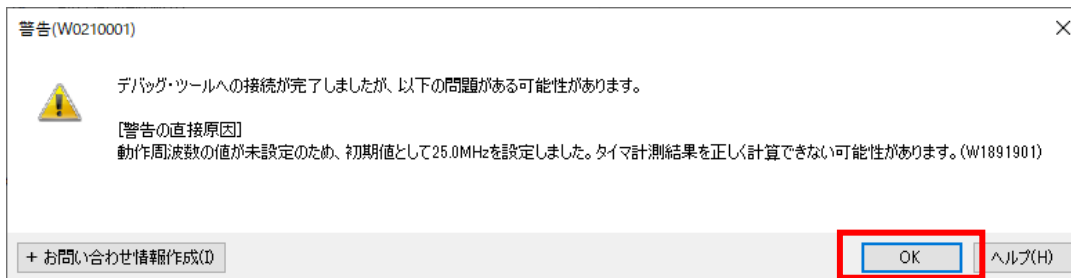 警告(W0210001)
デバッグ・ツールへの接続が完了しましたが、以下の問題がある可能性があります。
[警告の直接原因]
動作周波数の値が未設定のため、初期値として25.0MHzを設定しました。タイマ計測結果を正しく計算できない可能性があります。(W1891901)
+ お問い合わせ情報作成(I) OK ヘルプ(H)